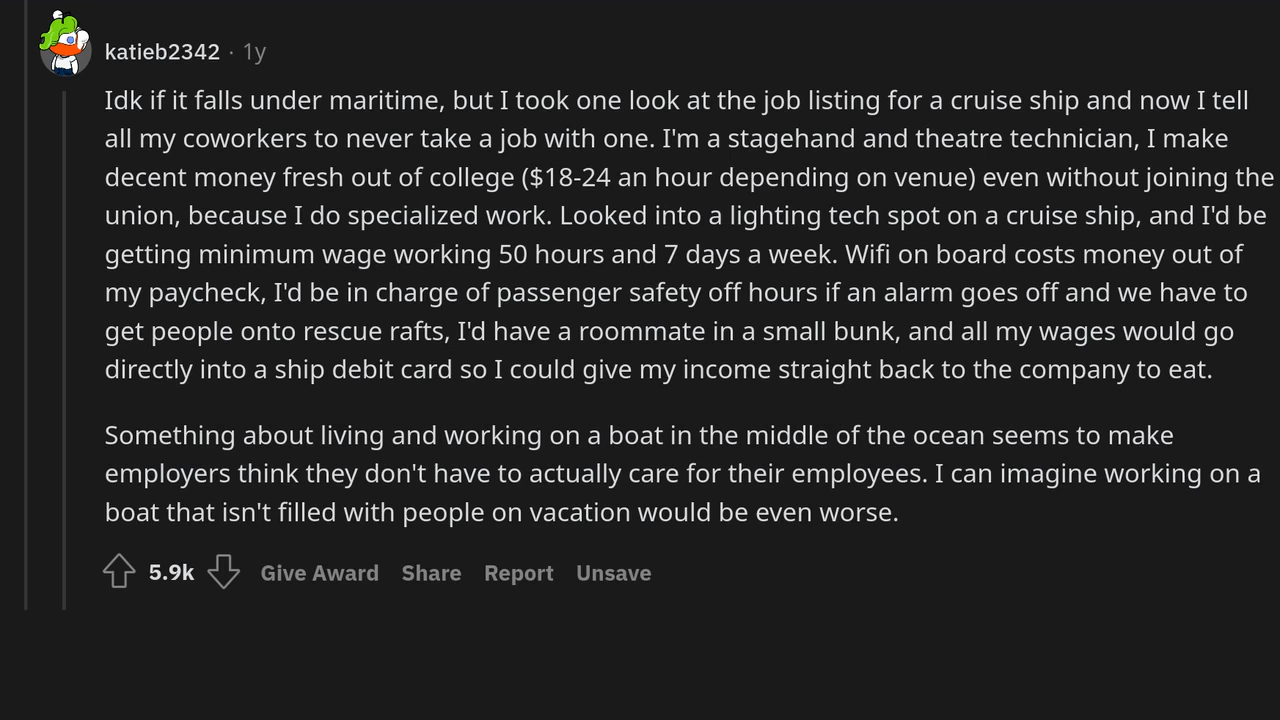 katieb2342 · 1y
Idk if it falls under maritime, but I took one look at the job listing for a cruise ship and now I tell
all my coworkers to never take a job with one. I'm a stagehand and theatre technician, I make
decent money fresh out of college ($18-24 an hour depending on venue) even without joining the
union, because I do specialized work. Looked into a lighting tech spot on a cruise ship, and I'd be
getting minimum wage working 50 hours and 7 days a week. Wifi on board costs money out of
my paycheck, I'd be in charge of passenger safety off hours if an alarm goes off and we have to
get people onto rescue rafts, I'd have a roommate in a small bunk, and all my wages would go
directly into a ship debit card so I could give my income straight back to the company to eat.
Something about living and working on a boat in the middle of the ocean seems to make
employers think they don't have to actually care for their employees. I can imagine working on a
boat that isn't filled with people on vacation would be even worse.
5.9k Give Award Share Report Unsave